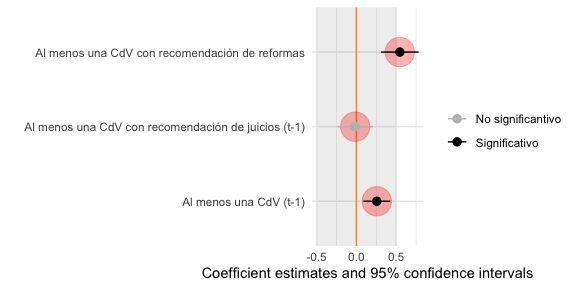 Al menos una CdV con recomendación de reformas
Al menos una CdV con recomendación de juicios (t-1)
Al menos una CdV (t-1)
No significantivo
Significativo
-0.5 0.0 0.5
Coefficient estimates and 95% confidence intervals